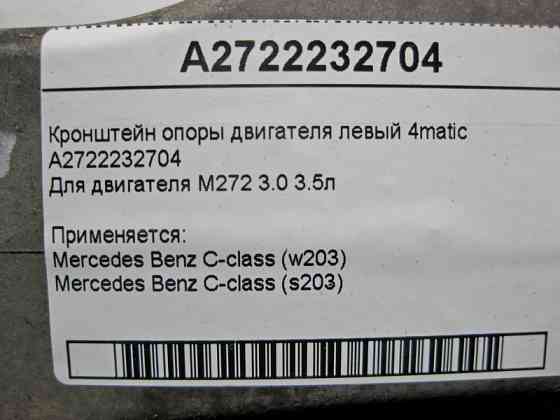 A2722232704
Кронштейн опоры двигателя левый 4matic
A2722232704
Для двигателя М272 3.0 3.5л
Применяется:
Mercedes Benz C-class (w203)
Mercedes Benz C-class (s203)